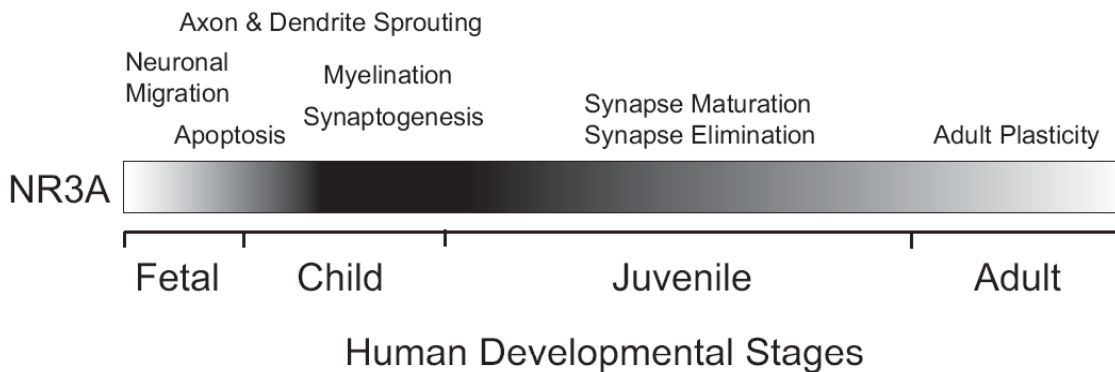 Axon & Dendrite Sprouting
Neuronal
Migration
Myelination
Synaptogenesis
Apoptosis
Synapse Maturation
Synapse Elimination
Adult Plasticity
NR3A
Fetal
Child
Juvenile
Adult
Human Developmental Stages